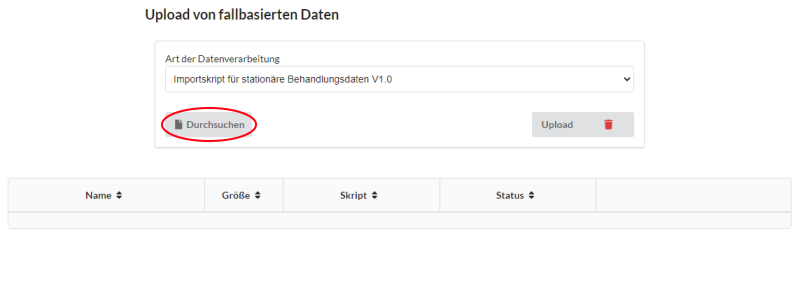 Upload von fallbasierten Daten
Art der Datenverarbeitung
Importskript für stationäre Behandlungsdaten V1.0
Durchsuchen Upload
Name Größe Skript Status